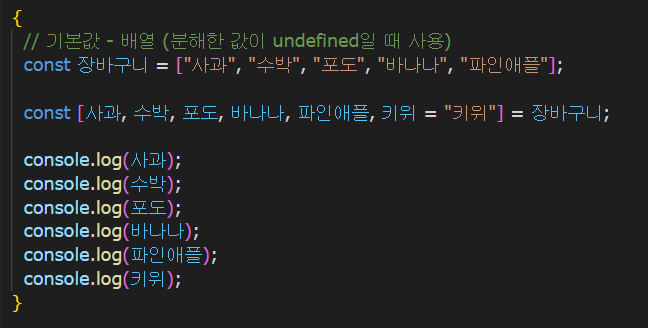 {
// 기본값 - 배열 (분해한 값이 undefined일 때 사용)
const 장바구니 = ["사과", "수박", "포도", "바나나", "파인애플"];
const [사과, 수박, 포도, 바나나, 파인애플, 키위 = "키위"] = 장바구니;
console.log(사과);
console.log(수박);
console.log(포도);
console.log(바나나);
console.log(파인애플);
console.log(키위);
}